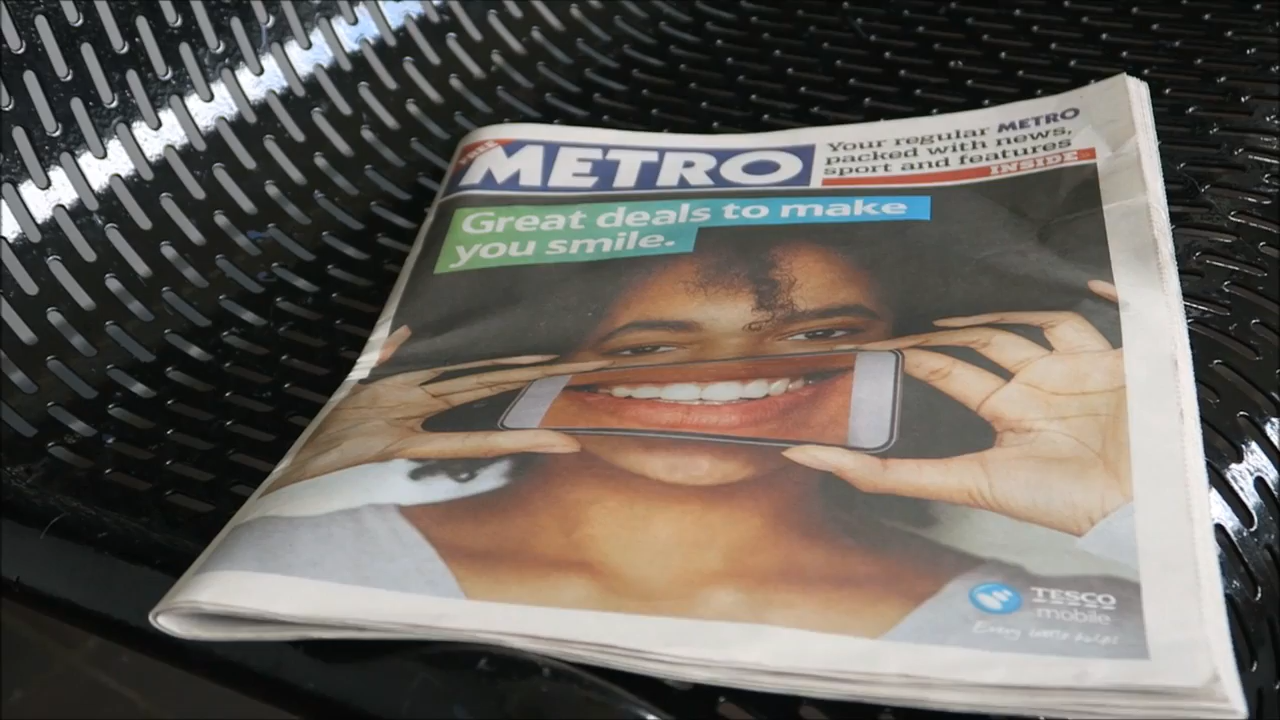 FREE
METRO
Your regular METRO
packed with news,
sport and features
INSIDE
Great deals to make
you smile.
TESCO
mobile
Every little helps